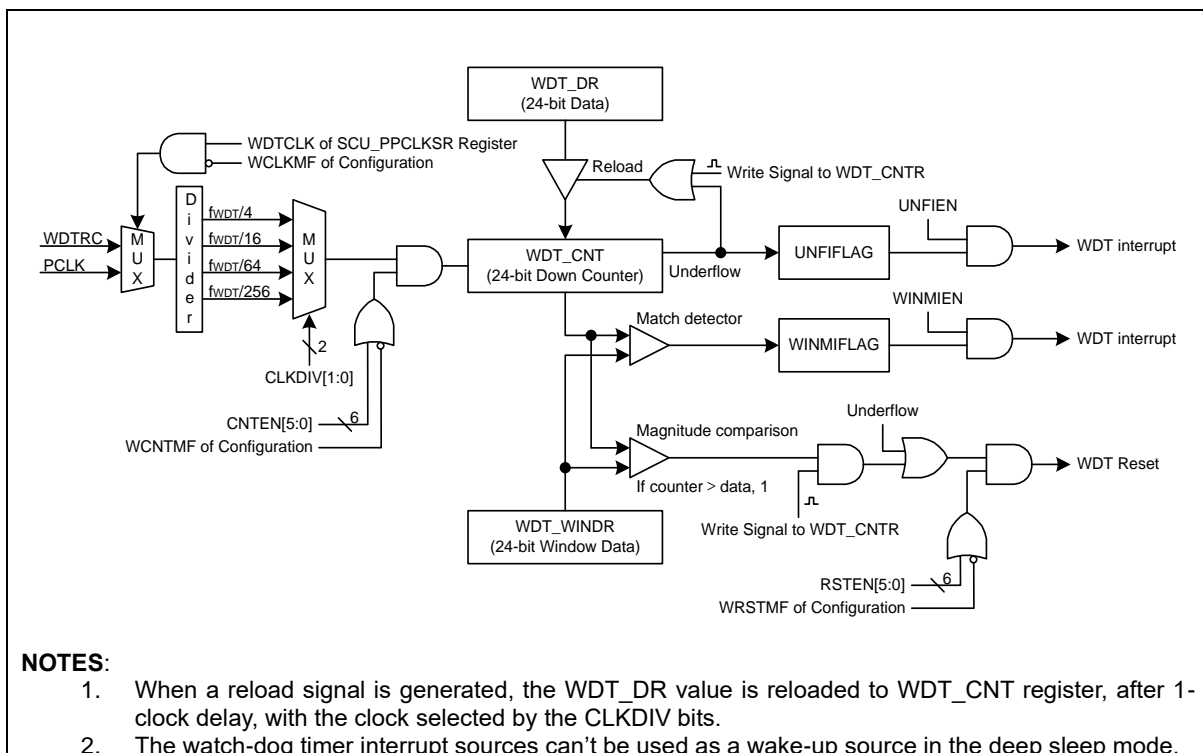 WDT_DR
(24-bit Data)
WDTCLK of SCU_PPCLKSR Register
WCLKMF of Configuration
Reload
Write Signal to WDT_CNTR
WDTRC
PCLK
MUX
Divider
fWDT/4
fWDT/16
fWDT/64
fWDT/256
MUX
2
CLKDIV[1:0]
CNTEN[5:0]
6
WCNTMF of Configuration
WDT_CNT
(24-bit Down Counter)
Underflow
UNFIFLAG
UNFIEN
WDT interrupt
Match detector
WINMIFLAG
WINMIEN
WDT interrupt
Magnitude comparison
If counter > data, 1
Underflow
Write Signal to WDT_CNTR
WDT Reset
WDT_WINDR
(24-bit Window Data)
RSTEN[5:0]
6
WRSTMF of Configuration
NOTES:
1. When a reload signal is generated, the WDT_DR value is reloaded to WDT_CNT register, after 1-
clock delay, with the clock selected by the CLKDIV bits.
2. The watch-dog timer interrupt sources can't be used as a wake-up source in the deep sleep mode.